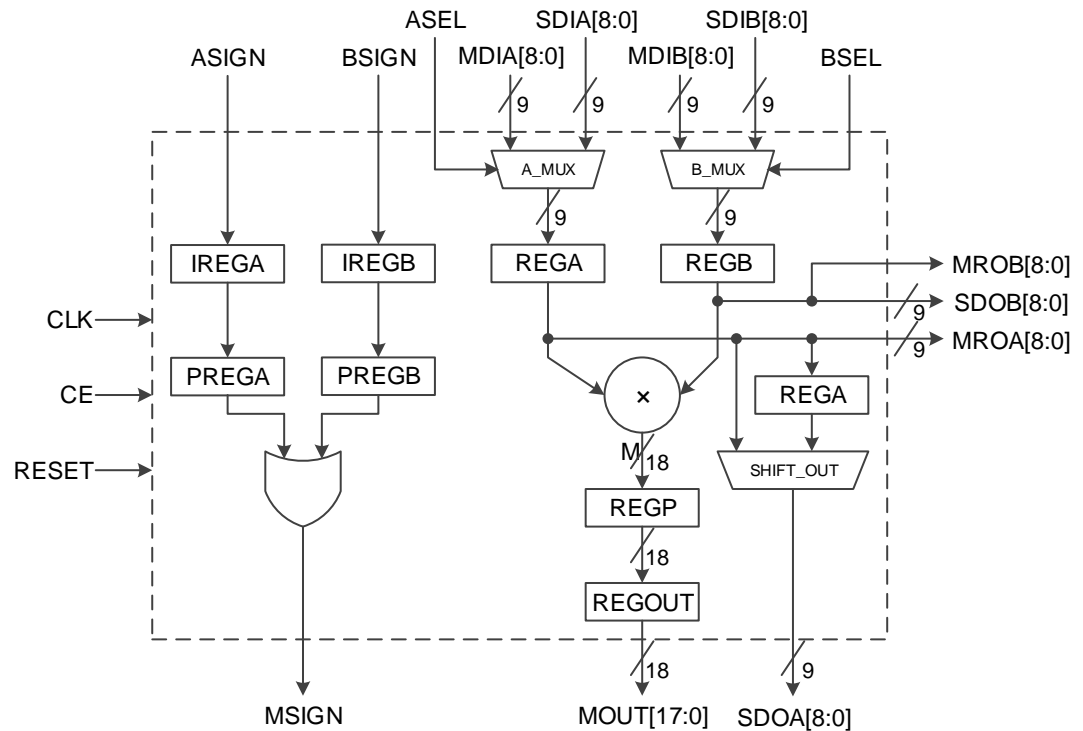 ASEL
SDIA[8:0]
SDIB[8:0]
ASIGN
BSIGN
MDIA[8:0]
MDIB[8:0]
BSEL
9
9
9
9
A_MUX
B_MUX
9
9
IREGA
IREGB
REGA
REGB
MROB[8:0]
CLK
9
SDOB[8:0]
9
MROA[8:0]
PREGA
PREGB
CE
×
REGA
M
18
RESET
SHIFT_OUT
REGP
18
REGOUT
18
9
MSIGN
MOUT[17:0]
SDOA[8:0]